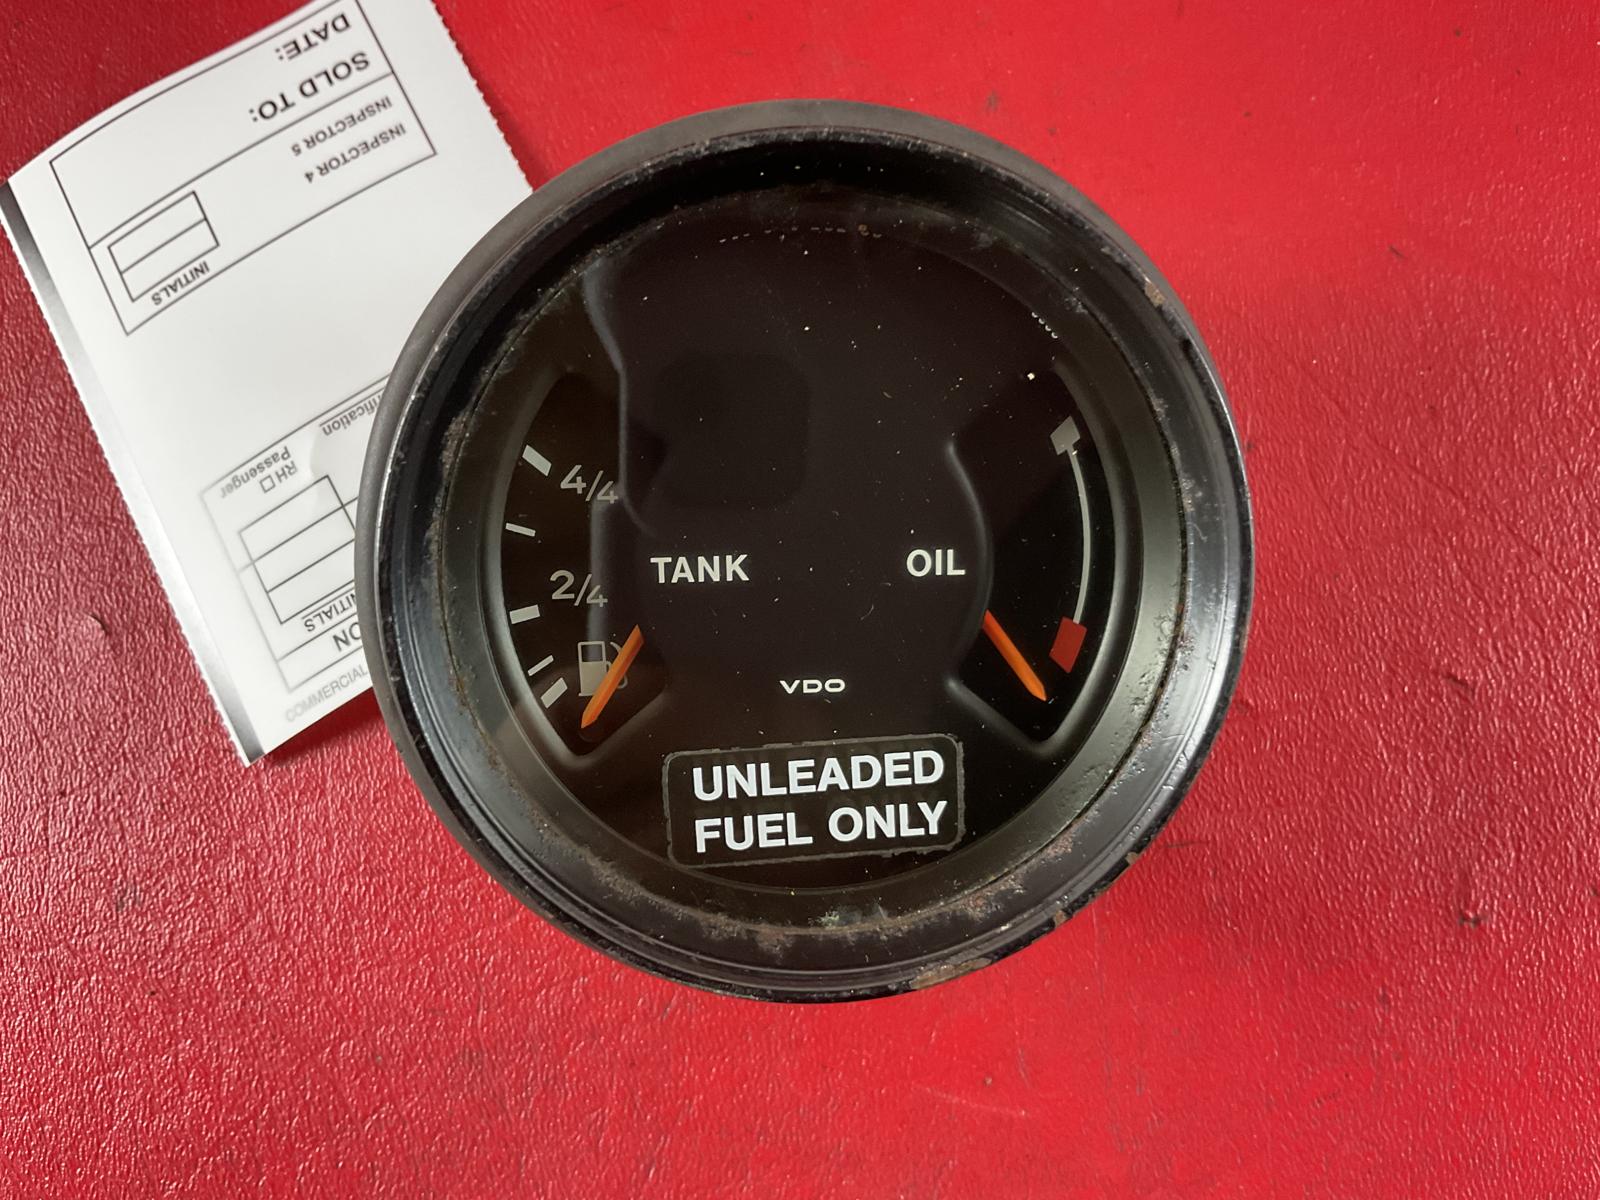 DATE:
SOLD TO:
INSPECTOR 5
INSPECTOR 4
INITIALS
RH
Passenger
INITIALS
COMMERCIAL
4/4
2/4
TANK
OIL
VDO
UNLEADED
FUEL ONLY